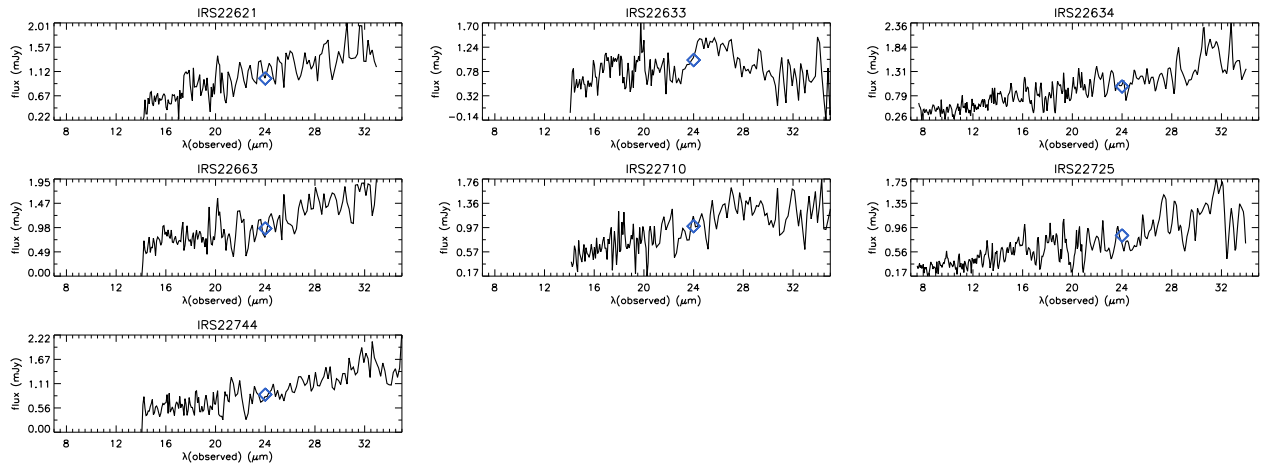 IRS22621
2.01
1.57
1.12
0.67
0.22
flux (mJy)
8 12 16 20 24 28 32
λ(observed) (μm)
IRS22633
1.70
1.24
0.78
0.32
−0.14
flux (mJy)
8 12 16 20 24 28 32
λ(observed) (μm)
IRS22634
2.36
1.84
1.31
0.79
0.26
flux (mJy)
8 12 16 20 24 28 32
λ(observed) (μm)
IRS22663
1.95
1.47
0.98
0.49
0.00
flux (mJy)
8 12 16 20 24 28 32
λ(observed) (μm)
IRS22710
1.76
1.36
0.97
0.57
0.17
flux (mJy)
8 12 16 20 24 28 32
λ(observed) (μm)
IRS22725
1.75
1.35
0.96
0.56
0.17
flux (mJy)
8 12 16 20 24 28 32
λ(observed) (μm)
IRS22744
2.22
1.67
1.11
0.56
0.00
flux (mJy)
8 12 16 20 24 28 32
λ(observed) (μm)